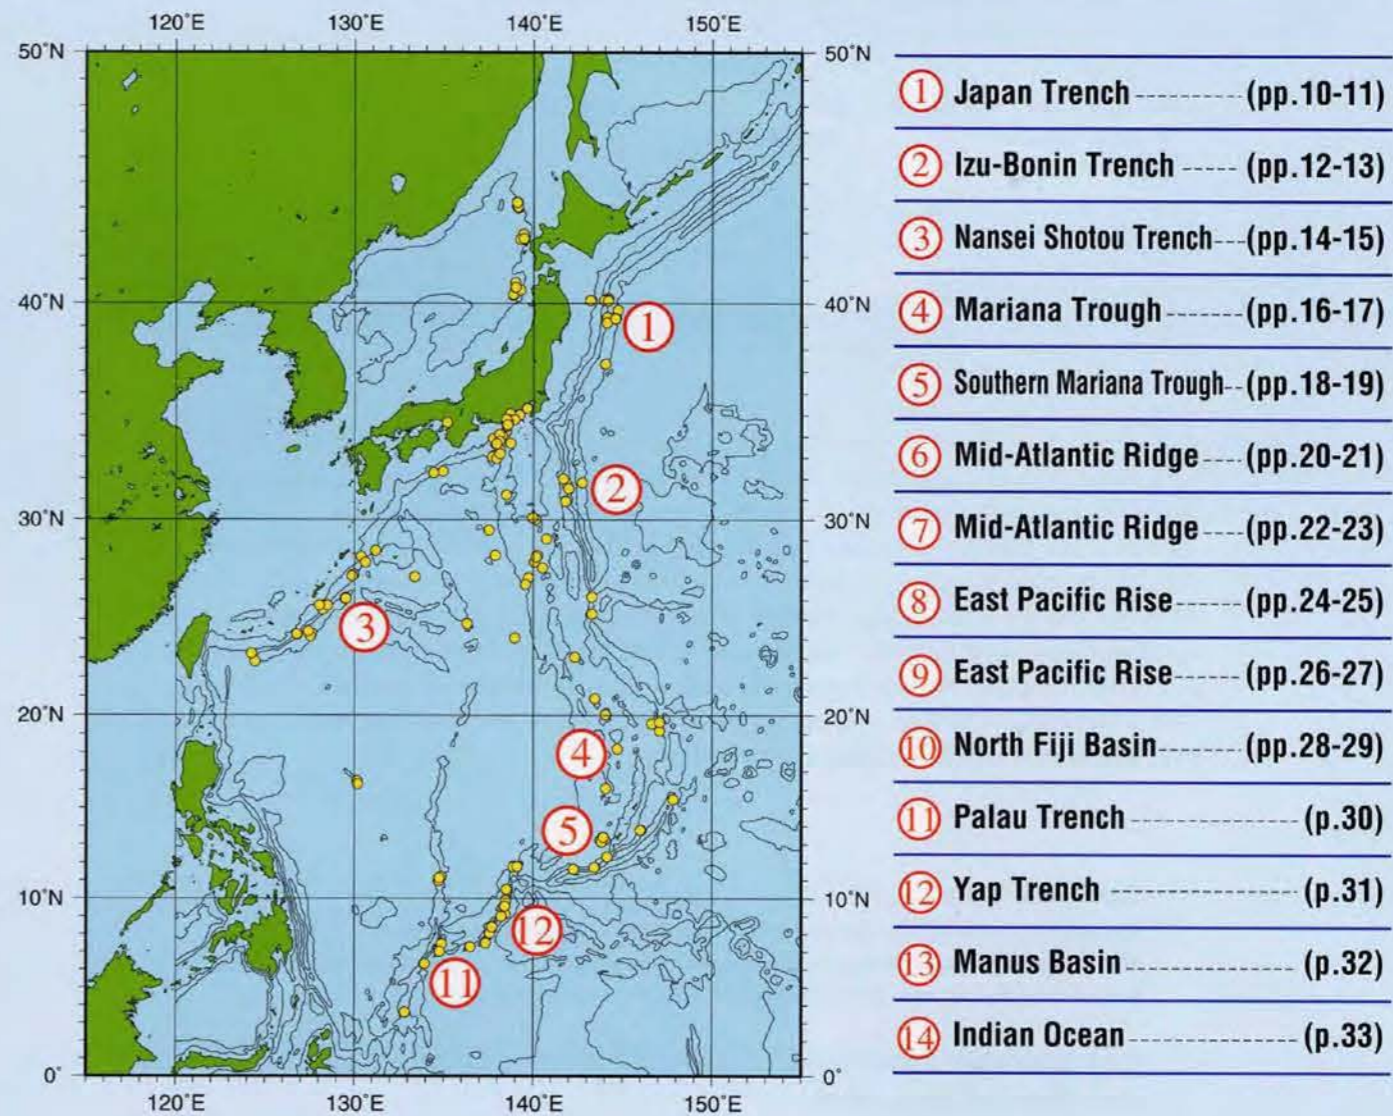 120°E 130°E 140°E 150°E
50°N 50°N
40°N 40°N
30°N 30°N
20°N 20°N
10°N 10°N
0° 0°
120°E 130°E 140°E 150°E
1
2
3
4
5
12
11
1 Japan Trench ---------- (pp.10-11)
2 Izu-Bonin Trench ----- (pp.12-13)
3 Nansei Shotou Trench --- (pp.14-15)
4 Mariana Trough ------- (pp.16-17)
5 Southern Mariana Trough -- (pp.18-19)
6 Mid-Atlantic Ridge ---- (pp.20-21)
7 Mid-Atlantic Ridge ---- (pp.22-23)
8 East Pacific Rise ------ (pp.24-25)
9 East Pacific Rise ------ (pp.26-27)
10 North Fiji Basin ------- (pp.28-29)
11 Palau Trench --------------- (p.30)
12 Yap Trench ---------------- (p.31)
13 Manus Basin --------------- (p.32)
14 Indian Ocean --------------- (p.33)